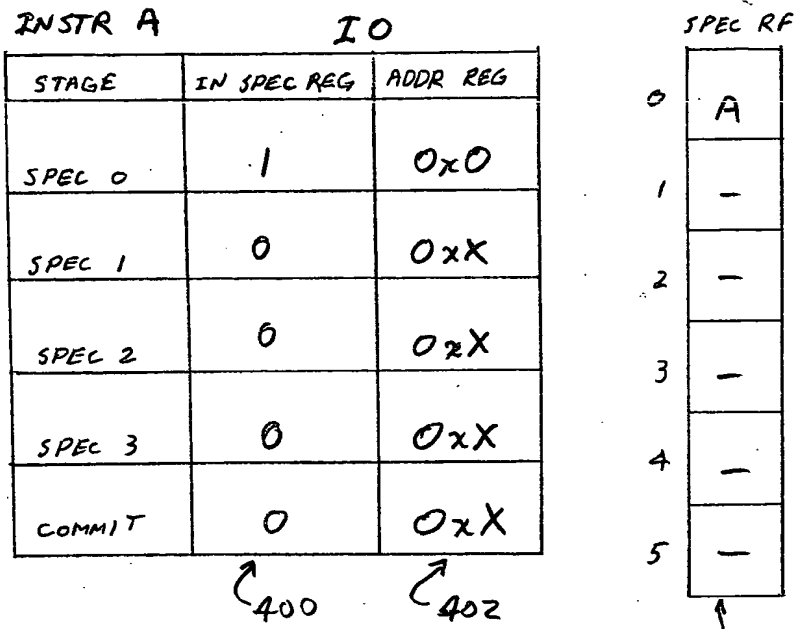 INSTR A IO SPEC RF
STAGE IN SPEC REG ADDR REG
SPEC 0 1 0x0
SPEC 1 0 0xX
SPEC 2 0 0xX
SPEC 3 0 0xX
COMMIT 0 0xX
400 402
0 A
1 -
2 -
3 -
4 -
5 -